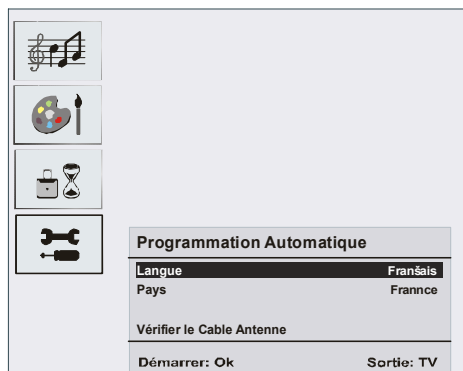 Programmation Automatique
Langue Franšais
Pays Frannce
Vérifier le Cable Antenne
Démarrer: Ok Sortie: TV